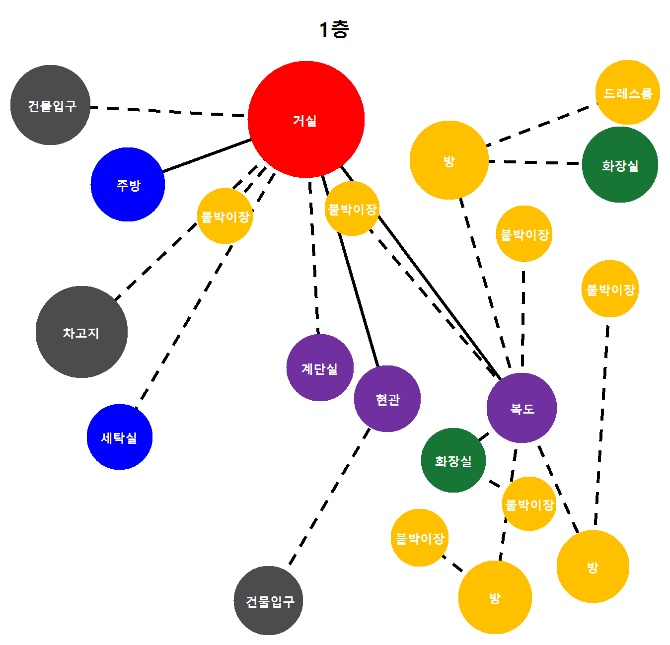 1층
건물입구
거실
드레스룸
방
화장실
주방
붙박이장
붙박이장
붙박이장
붙박이장
차고지
계단실
현관
복도
세탁실
화장실
붙박이장
붙박이장
방
건물입구
방